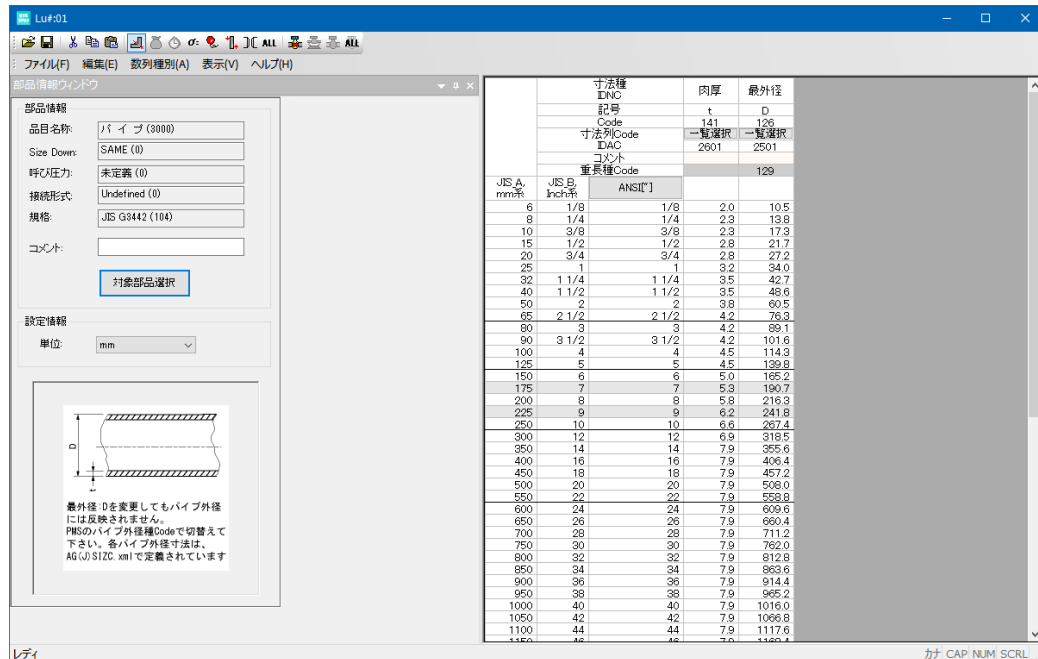 Lu#:01
ALL ALL
ファイル(F) 編集(E) 数列種別(A) 表示(V) ヘルプ(H)
部品情報ウィンドウ
部品情報
品目名称: パ イ プ (3000)
Size Down: SAME (0)
呼び圧力: 未定義 (0)
接続形式: Undefined (0)
規格: JIS G3442 (104)
コメント:
対象部品選択
設定情報
単位: mm
D
t
最外径:Dを変更してもパイプ外径
には反映されません。
PMSのパイプ外径種Codeで切替えて
下さい。各パイプ外径寸法は、
AG(J)SIZC.xmlで定義されています
寸法種 肉厚 最外径
IDNC
記号 t D
Code 141 126
寸法列Code 一覧選択 一覧選択
IDAC 2601 2501
コメント
重長種Code 129
JIS_A, JIS_B, ANSI["]
mm系 Inch系
6 1/8 1/8 2.0 10.5
8 1/4 1/4 2.3 13.8
10 3/8 3/8 2.3 17.3
15 1/2 1/2 2.8 21.7
20 3/4 3/4 2.8 27.2
25 1 1 3.2 34.0
32 1 1/4 1 1/4 3.5 42.7
40 1 1/2 1 1/2 3.5 48.6
50 2 2 3.8 60.5
65 2 1/2 2 1/2 4.2 76.3
80 3 3 4.2 89.1
90 3 1/2 3 1/2 4.2 101.6
100 4 4 4.5 114.3
125 5 5 4.5 139.8
150 6 6 5.0 165.2
175 7 7 5.3 190.7
200 8 8 5.8 216.3
225 9 9 6.2 241.8
250 10 10 6.6 267.4
300 12 12 6.9 318.5
350 14 14 7.9 355.6
400 16 16 7.9 406.4
450 18 18 7.9 457.2
500 20 20 7.9 508.0
550 22 22 7.9 558.8
600 24 24 7.9 609.6
650 26 26 7.9 660.4
700 28 28 7.9 711.2
750 30 30 7.9 762.0
800 32 32 7.9 812.8
850 34 34 7.9 863.6
900 36 36 7.9 914.4
950 38 38 7.9 965.2
1000 40 40 7.9 1016.0
1050 42 42 7.9 1066.8
1100 44 44 7.9 1117.6
レディ
カナ CAP NUM SCRL